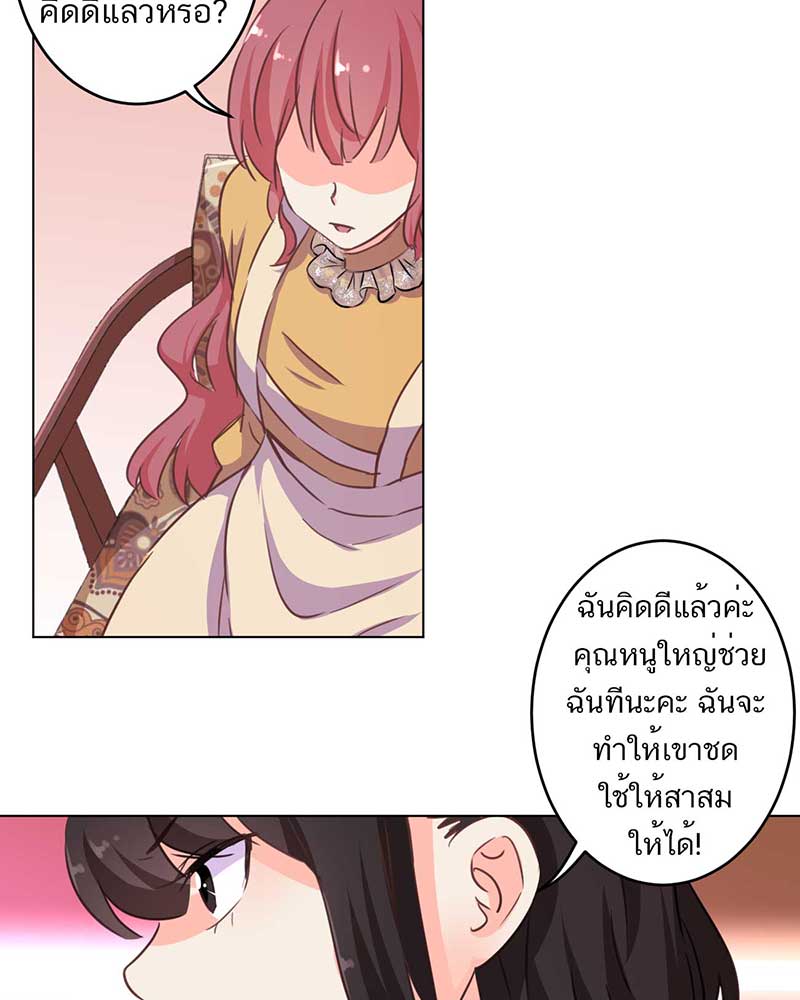 คิดดีแล้วหรอ?
ฉันคิดดีแล้วค่ะ
คุณหนูใหญ่ช่วย
ฉันทีนะคะ ฉันจะ
ทำให้เขาชด
ใช้ให้สาสม
ให้ได้!